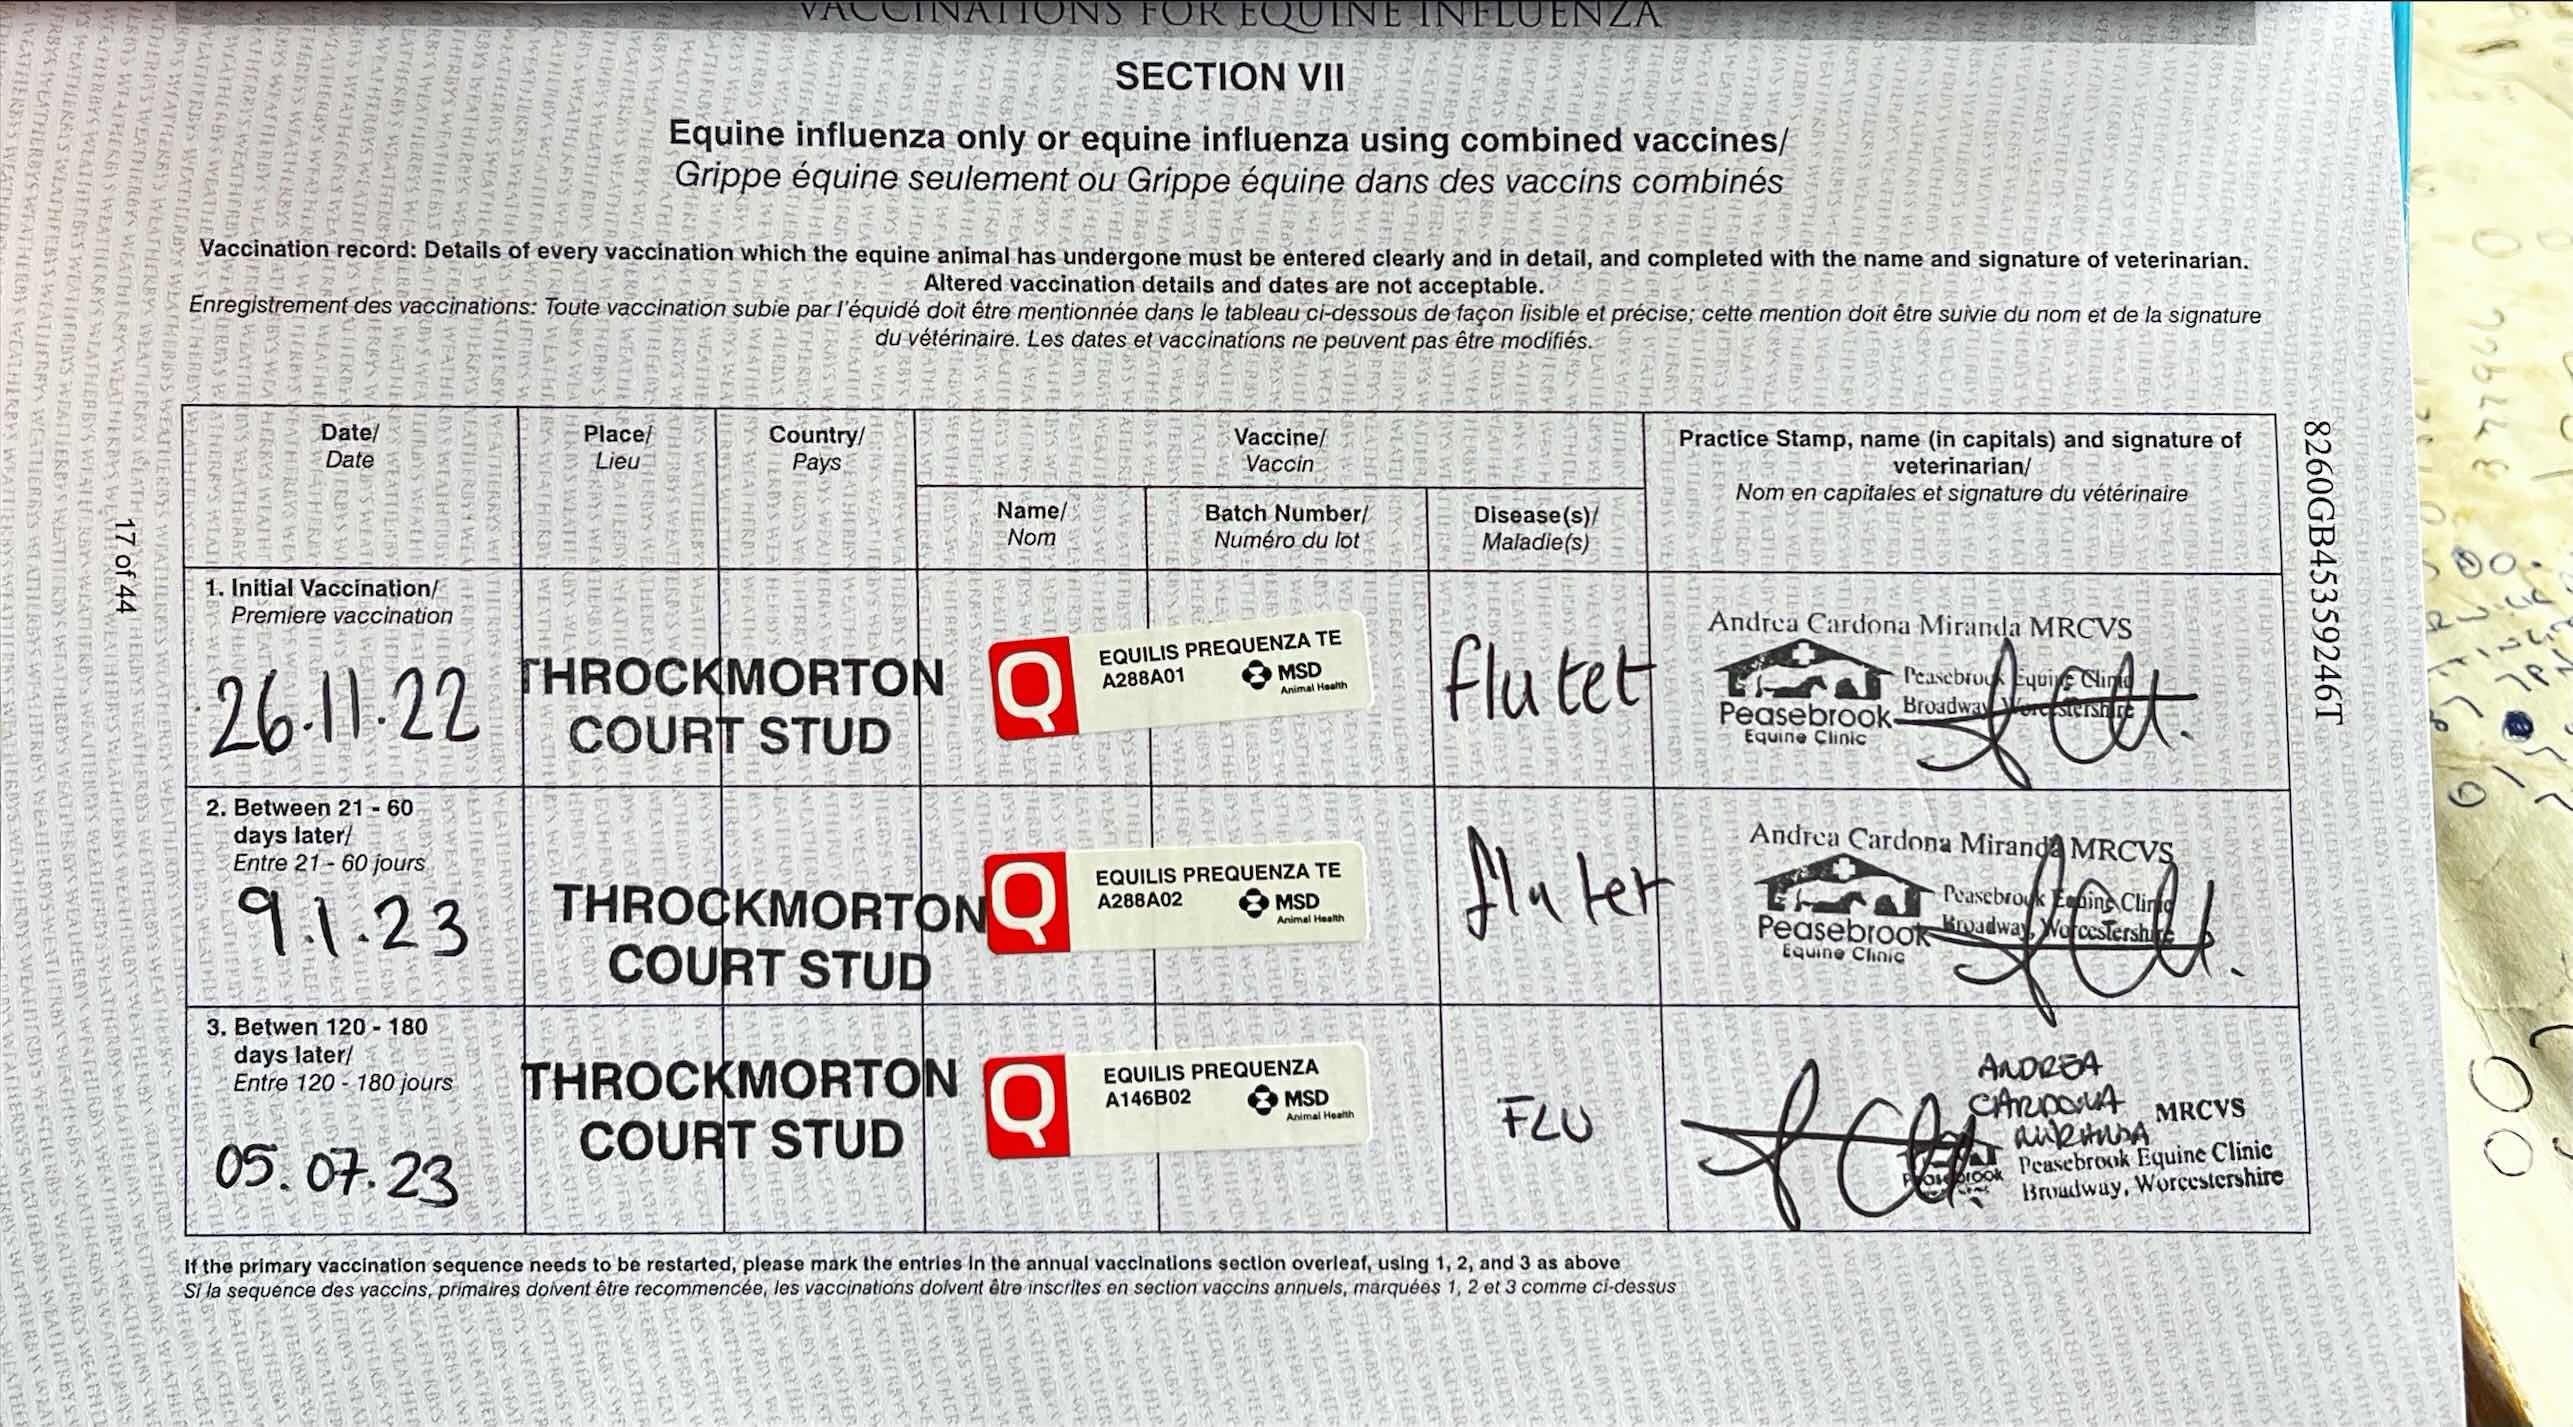 VACCINATIONS FOR EQUINE INFLUENZA
SECTION VII
Equine influenza only or equine influenza using combined vaccines/
Grippe équine seulement ou Grippe équine dans des vaccins combinés
Vaccination record: Details of every vaccination which the equine animal has undergone must be entered clearly and in detail, and completed with the name and signature of veterinarian.
Altered vaccination details and dates are not acceptable.
Enregistrement des vaccinations: Toute vaccination subie par l'équidé doit être mentionnée dans le tableau ci-dessous de façon lisible et précise; cette mention doit être suivie du nom et de la signature
du vétérinaire. Les dates et vaccinations ne peuvent pas être modifiés.
Date/
Date
Place/
Lieu
Country/
Pays
Vaccine/
Vaccin
Practice Stamp, name (in capitals) and signature of
veterinarian/
Nom en capitales et signature du vétérinaire
Name/
Nom
Batch Number/
Numéro du lot
Disease(s)/
Maladie(s)
1. Initial Vaccination/
Premiere vaccination
26.11.22
THROCKMORTON
COURT STUD
Q
EQUILIS PREQUENZA TE
A288A01
MSD
Animal Health
flutet
Andrea Cardona Miranda MRCVS
Peasebrook Equine Clinic
Broadway, Worcestershire
Peasebrook
Equine Clinic
2. Between 21 - 60
days later/
Entre 21 - 60 jours
9.1.23
THROCKMORTON
COURT STUD
Q
EQUILIS PREQUENZA TE
A288A02
MSD
Animal Health
flutet
Andrea Cardona Miranda MRCVS
Peasebrook Equine Clinic
Broadway, Worcestershire
Peasebrook
Equine Clinic
3. Betwen 120 - 180
days later/
Entre 120 - 180 jours
05.07.23
THROCKMORTON
COURT STUD
Q
EQUILIS PREQUENZA
A146B02
MSD
Animal Health
FLU
ANDREA
CARDONA
MIRANDA
MRCVS
Peasebrook Equine Clinic
Broadway, Worcestershire
Peasebrook
If the primary vaccination sequence needs to be restarted, please mark the entries in the annual vaccinations section overleaf, using 1, 2, and 3 as above
Si la sequence des vaccins, primaires doivent être recommencée, les vaccinations doivent être inscrites en section vaccins annuels, marquées 1, 2 et 3 comme ci-dessus
17 of 44
8260GB45359246T